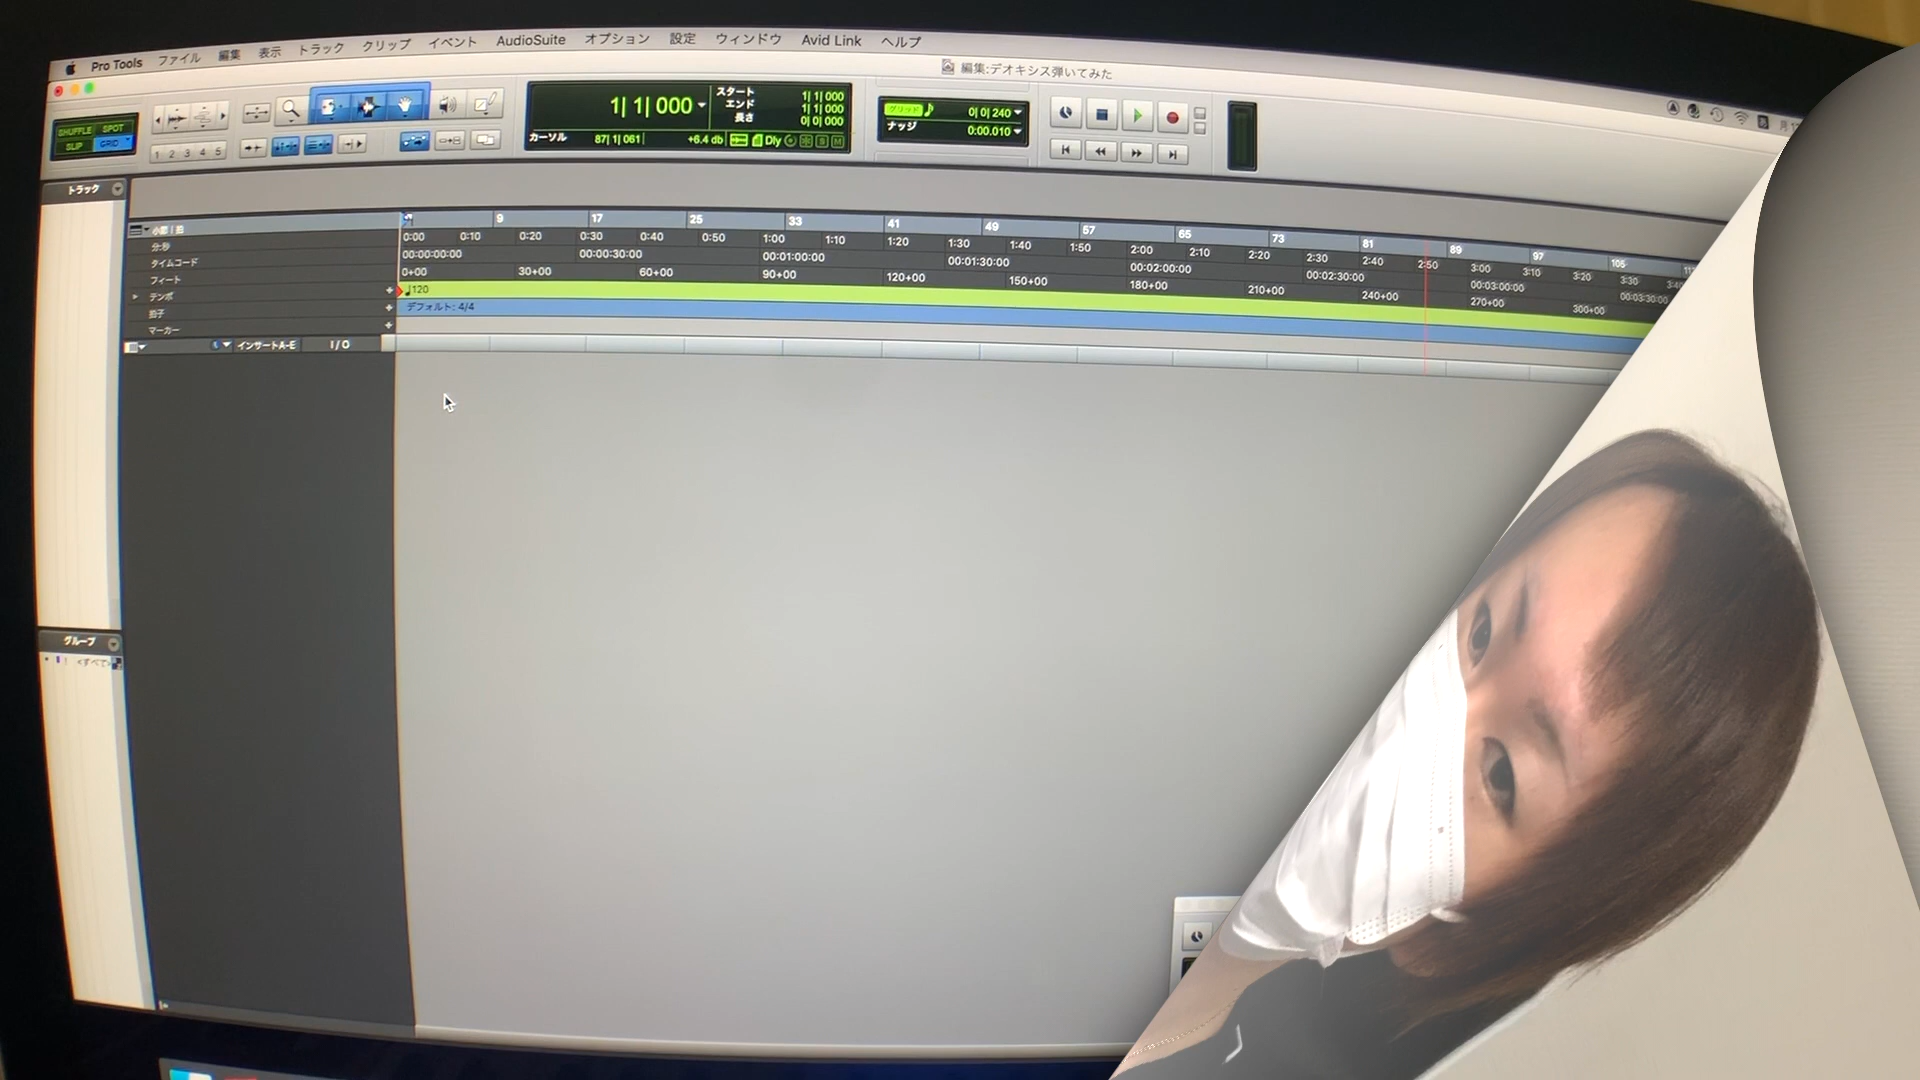 Pro Tools ファイル 編集 表示 トラック クリップ イベント AudioSuite オプション 設定 ウィンドウ Avid Link ヘルプ
編集:デオキシス弾いてみた
SHUFFLE SPOT
SLIP GRID
1 2 3 4 5
1| 1| 000
スタート 1| 1| 000
エンド 1| 1| 000
長さ 0| 0| 000
カーソル 87| 1| 061 +6.4 db Dly
グリッド 0| 0| 240
ナッジ 0:00.010
トラック
小節|拍 9 17 25 33 41 49 57 65 73 81 89 97 105
分:秒 0:00 0:10 0:20 0:30 0:40 0:50 1:00 1:10 1:20 1:30 1:40 1:50 2:00 2:10 2:20 2:30 2:40 2:50 3:00 3:10 3:20 3:30
タイムコード 00:00:00:00 00:00:30:00 00:01:00:00 00:01:30:00 00:02:00:00 00:02:30:00 00:03:00:00 00:03:30:00
フィート 0+00 30+00 60+00 90+00 120+00 150+00 180+00 210+00 240+00 270+00 300+00
テンポ ♩120
拍子 デフォルト: 4/4
マーカー
インサートA-E I/O
グループ
<すべて>